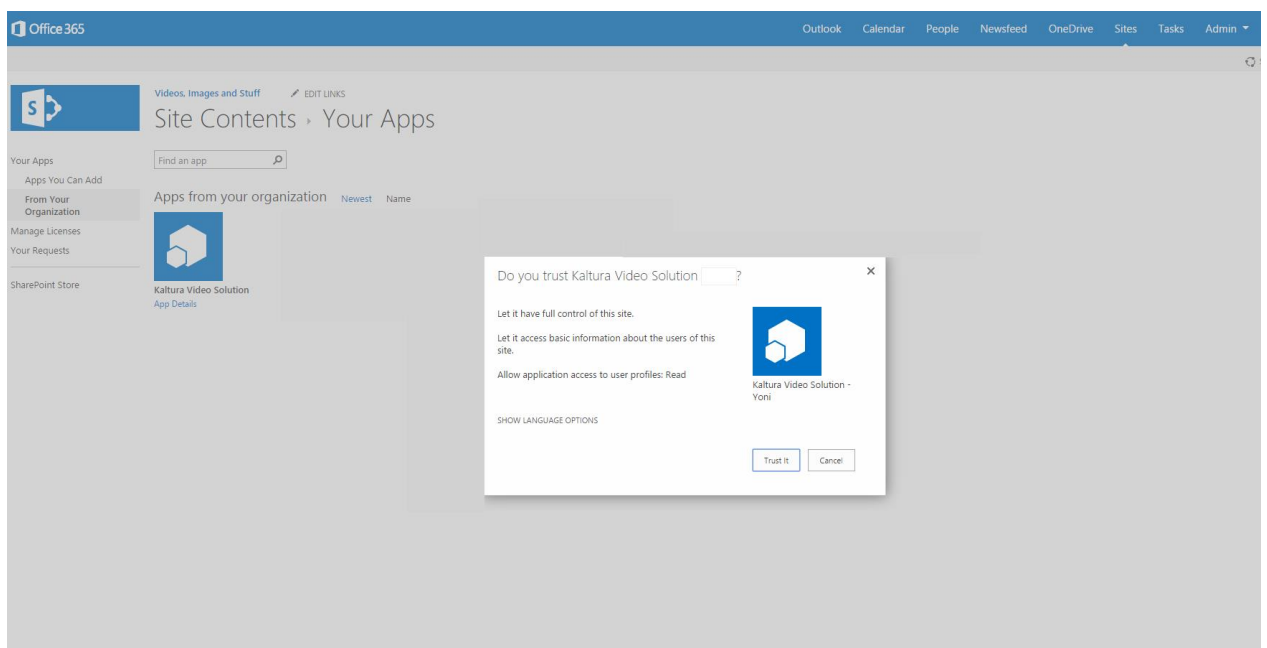 Office 365
Outlook Calendar People Newsfeed OneDrive Sites Tasks Admin
S
Videos, Images and Stuff EDIT LINKS
Site Contents › Your Apps
Your Apps
Apps You Can Add
From Your
Organization
Manage Licenses
Your Requests
SharePoint Store
Find an app
Apps from your organization Newest Name
Kaltura Video Solution
App Details
Do you trust Kaltura Video Solution ?
Let it have full control of this site.
Let it access basic information about the users of this
site.
Allow application access to user profiles: Read
Kaltura Video Solution -
Yoni
SHOW LANGUAGE OPTIONS
Trust It Cancel